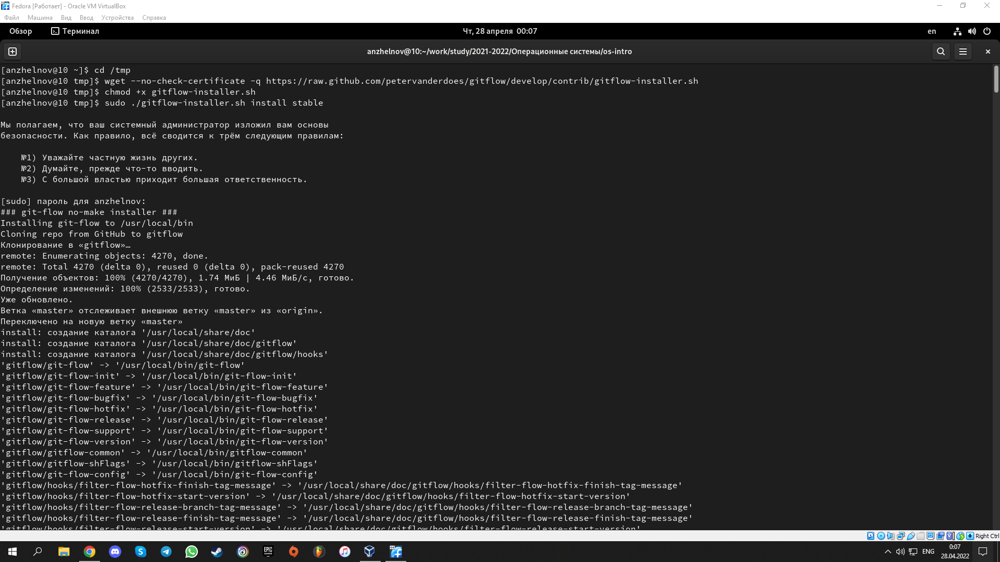 Fedora [Работает] - Oracle VM VirtualBox
Файл Машина Вид Ввод Устройства Справка
Обзор Терминал Чт, 28 апреля 00:07 en
anzhelnov@10:~/work/study/2021-2022/Операционные системы/os-intro
[anzhelnov@10 ~]$ cd /tmp
[anzhelnov@10 tmp]$ wget --no-check-certificate -q https://raw.github.com/petervanderdoes/gitflow/develop/contrib/gitflow-installer.sh
[anzhelnov@10 tmp]$ chmod +x gitflow-installer.sh
[anzhelnov@10 tmp]$ sudo ./gitflow-installer.sh install stable
Мы полагаем, что ваш системный администратор изложил вам основы
безопасности. Как правило, всё сводится к трём следующим правилам:
№1) Уважайте частную жизнь других.
№2) Думайте, прежде что-то вводить.
№3) С большой властью приходит большая ответственность.
[sudo] пароль для anzhelnov:
### git-flow no-make installer ###
Installing git-flow to /usr/local/bin
Cloning repo from GitHub to gitflow
Клонирование в «gitflow»…
remote: Enumerating objects: 4270, done.
remote: Total 4270 (delta 0), reused 0 (delta 0), pack-reused 4270
Получение объектов: 100% (4270/4270), 1.74 МиБ | 4.46 МиБ/с, готово.
Определение изменений: 100% (2533/2533), готово.
Уже обновлено.
Ветка «master» отслеживает внешнюю ветку «master» из «origin».
Переключено на новую ветку «master»
install: создание каталога '/usr/local/share/doc'
install: создание каталога '/usr/local/share/doc/gitflow'
install: создание каталога '/usr/local/share/doc/gitflow/hooks'
'gitflow/git-flow' -> '/usr/local/bin/git-flow'
'gitflow/git-flow-init' -> '/usr/local/bin/git-flow-init'
'gitflow/git-flow-feature' -> '/usr/local/bin/git-flow-feature'
'gitflow/git-flow-bugfix' -> '/usr/local/bin/git-flow-bugfix'
'gitflow/git-flow-hotfix' -> '/usr/local/bin/git-flow-hotfix'
'gitflow/git-flow-release' -> '/usr/local/bin/git-flow-release'
'gitflow/git-flow-support' -> '/usr/local/bin/git-flow-support'
'gitflow/git-flow-version' -> '/usr/local/bin/git-flow-version'
'gitflow/gitflow-common' -> '/usr/local/bin/gitflow-common'
'gitflow/gitflow-shFlags' -> '/usr/local/bin/gitflow-shFlags'
'gitflow/git-flow-config' -> '/usr/local/bin/git-flow-config'
'gitflow/hooks/filter-flow-hotfix-finish-tag-message' -> '/usr/local/share/doc/gitflow/hooks/filter-flow-hotfix-finish-tag-message'
'gitflow/hooks/filter-flow-hotfix-start-version' -> '/usr/local/share/doc/gitflow/hooks/filter-flow-hotfix-start-version'
'gitflow/hooks/filter-flow-release-branch-tag-message' -> '/usr/local/share/doc/gitflow/hooks/filter-flow-release-branch-tag-message'
'gitflow/hooks/filter-flow-release-finish-tag-message' -> '/usr/local/share/doc/gitflow/hooks/filter-flow-release-finish-tag-message'
'gitflow/hooks/filter-flow-release-start-version' -> '/usr/local/share/doc/gitflow/hooks/filter-flow-release-start-version'
Right Ctrl
EPIC GAMES
ENG 0:07
28.04.2022